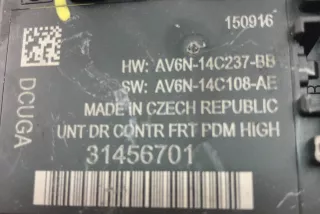 150916
HW: AV6N-14C237-BB
SW: AV6N-14C108-AE
MADE IN CZECH REPUBLIC
UNT DR CONTR FRT PDM HIGH
31456701
DCUGA